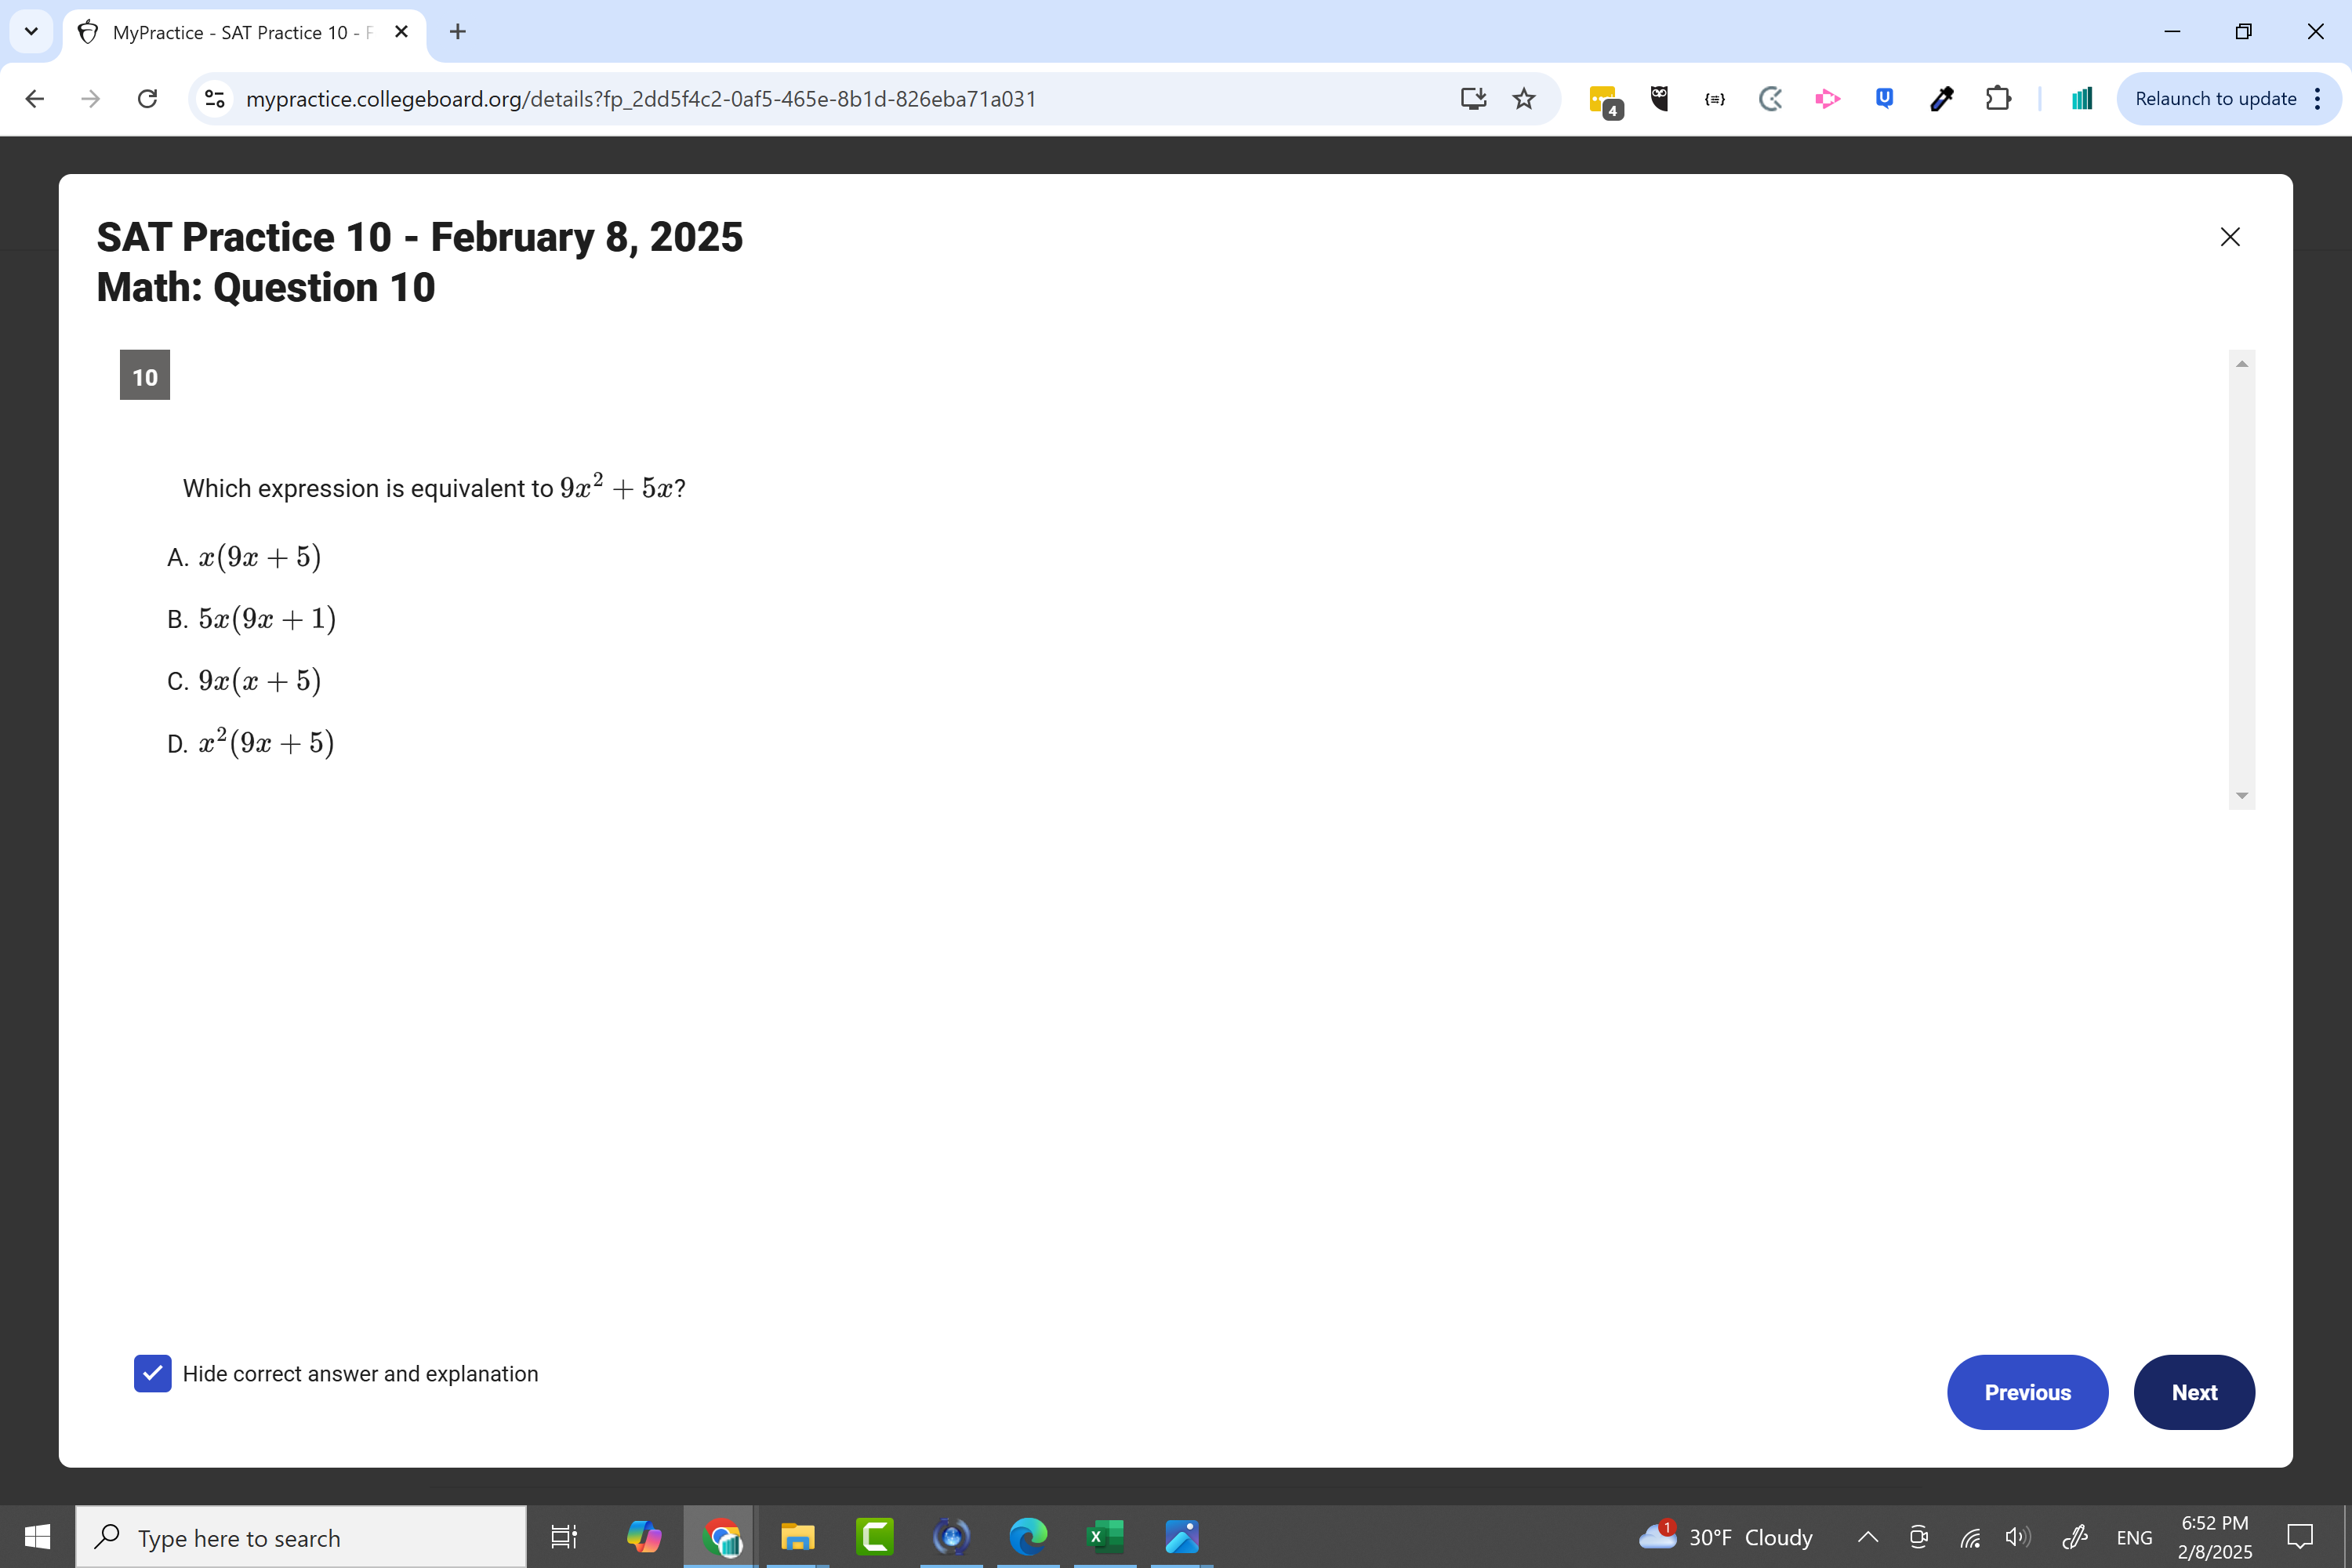 MyPractice - SAT Practice 10 - F
mypractice.collegeboard.org/details?fp_2dd5f4c2-0af5-465e-8b1d-826eba71a031
4
{≡}
U
Relaunch to update
SAT Practice 10 - February 8, 2025
Math: Question 10
10
Which expression is equivalent to 9x² + 5x?
A. x(9x + 5)
B. 5x(9x + 1)
C. 9x(x + 5)
D. x²(9x + 5)
Hide correct answer and explanation
Previous
Next
Type here to search
1
30°F Cloudy
ENG
6:52 PM
2/8/2025